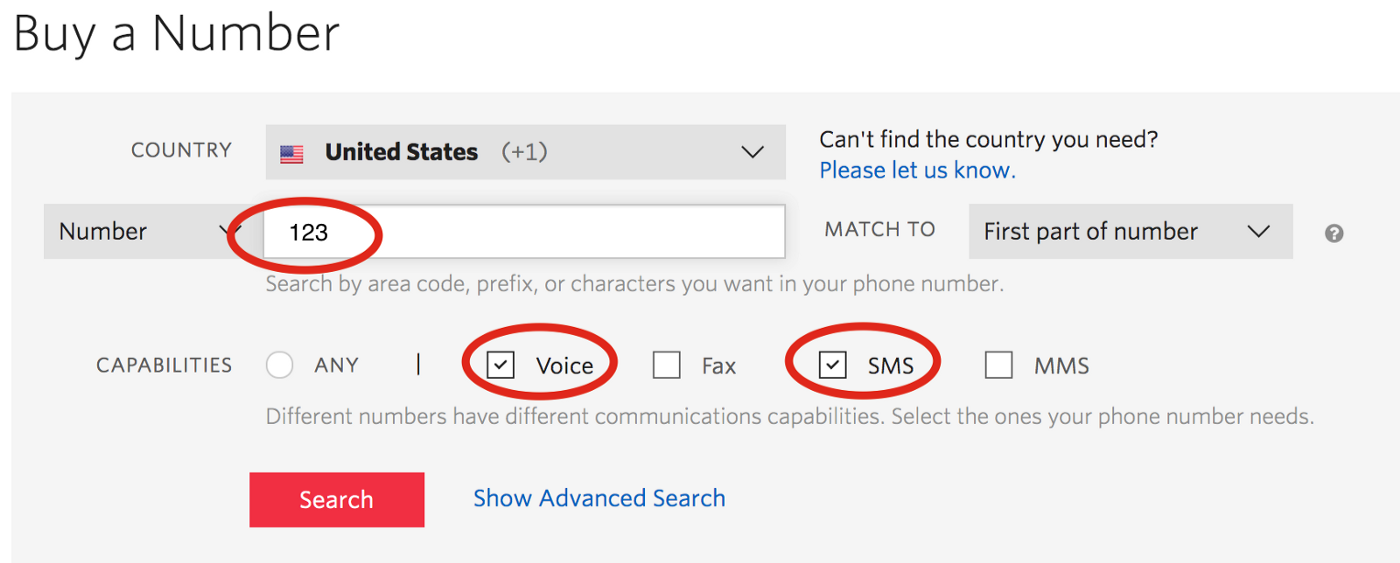 Buy a Number
COUNTRY United States (+1) Can't find the country you need?
Please let us know.
Number 123 MATCH TO First part of number ?
Search by area code, prefix, or characters you want in your phone number.
CAPABILITIES ANY | Voice Fax SMS MMS
Different numbers have different communications capabilities. Select the ones your phone number needs.
Search Show Advanced Search